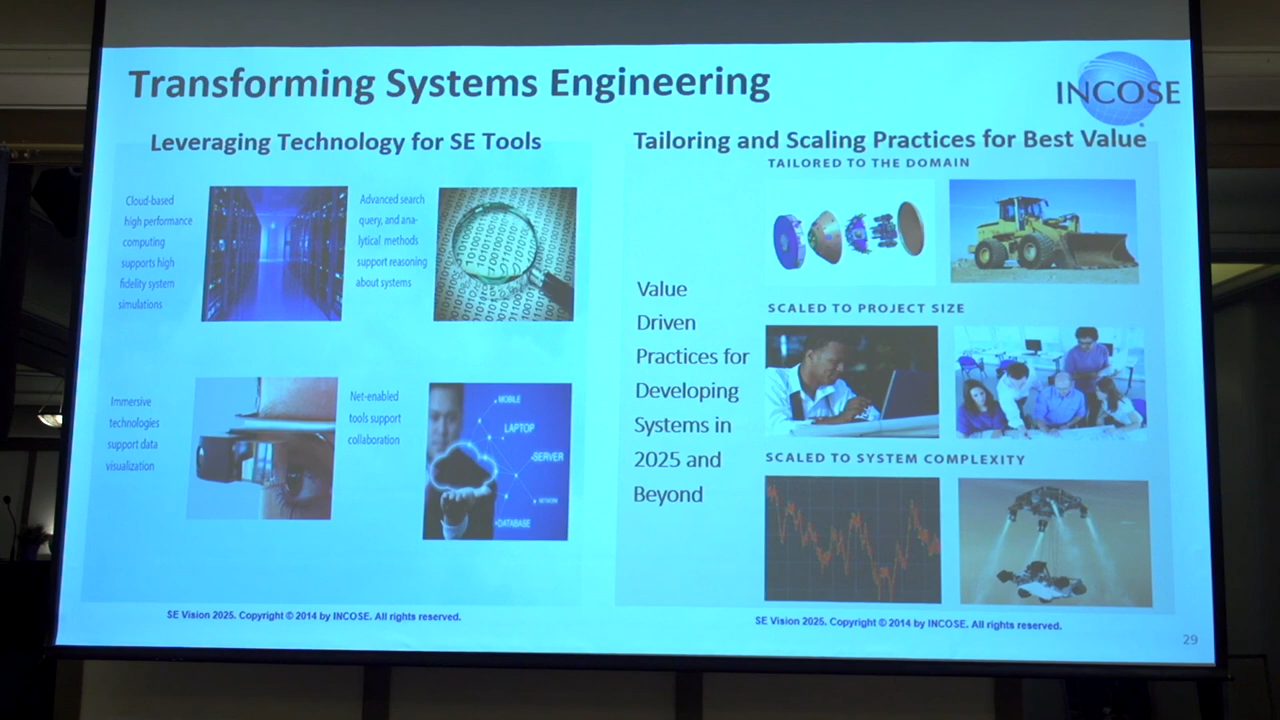 Transforming Systems Engineering
INCOSE
Leveraging Technology for SE Tools
Cloud-based
high performance
computing
supports high
fidelity system
simulations
Advanced search
query, and ana-
lytical methods
support reasoning
about systems
Immersive
technologies
support data
visualization
Net-enabled
tools support
collaboration
MOBILE
LAPTOP
SERVER
NETWORK
DATABASE
SE Vision 2025. Copyright © 2014 by INCOSE. All rights reserved.
Tailoring and Scaling Practices for Best Value
TAILORED TO THE DOMAIN
Value
Driven
Practices for
Developing
Systems in
2025 and
Beyond
SCALED TO PROJECT SIZE
SCALED TO SYSTEM COMPLEXITY
SE Vision 2025. Copyright © 2014 by INCOSE. All rights reserved.
29